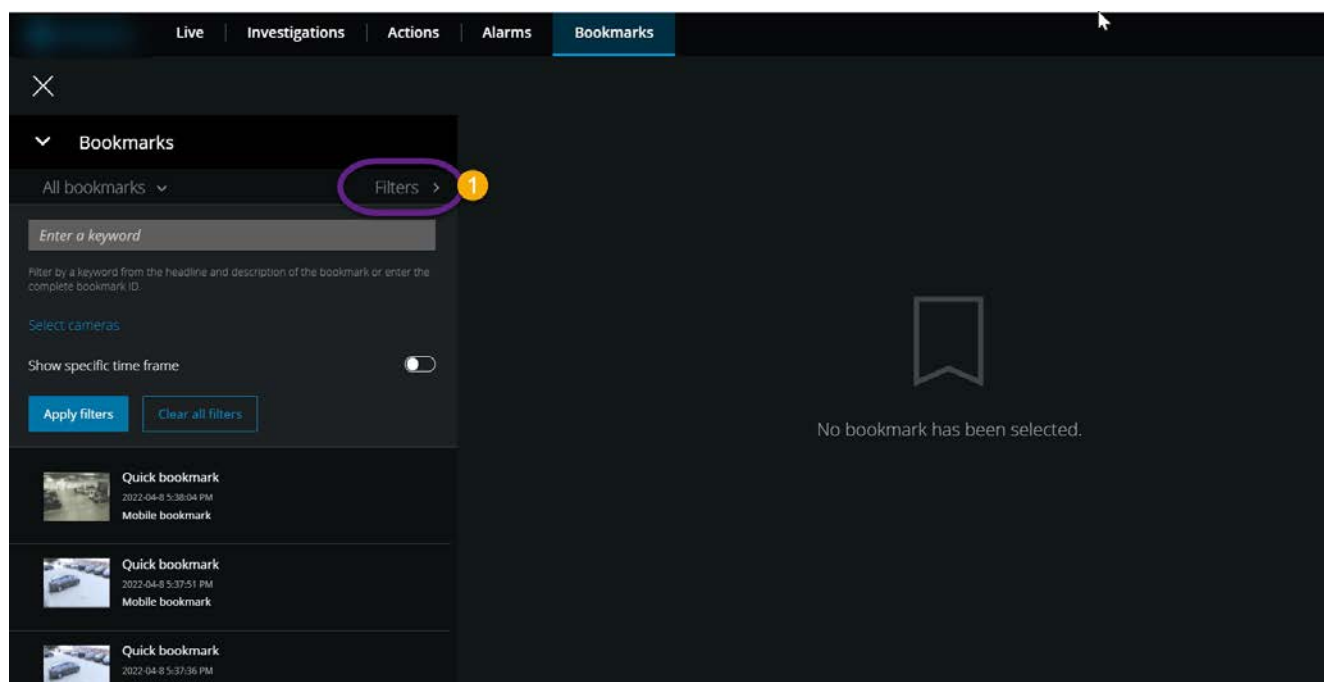 Live
Investigations
Actions
Alarms
Bookmarks
Bookmarks
All bookmarks
Filters
1
Enter a keyword
Filter by a keyword from the headline and description of the bookmark or enter the
complete bookmark ID.
Select cameras
Show specific time frame
Apply filters
Clear all filters
No bookmark has been selected.
Quick bookmark
2022-04-8 5:38:04 PM
Mobile bookmark
Quick bookmark
2022-04-8 5:37:51 PM
Mobile bookmark
Quick bookmark
2022-04-8 5:37:36 PM